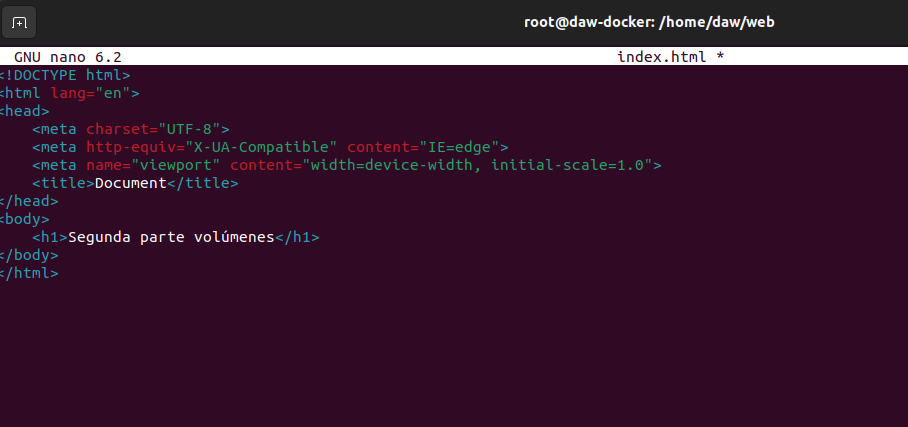 root@daw-docker: /home/daw/web
GNU nano 6.2 index.html *
<!DOCTYPE html>
<html lang="en">
<head>
    <meta charset="UTF-8">
    <meta http-equiv="X-UA-Compatible" content="IE=edge">
    <meta name="viewport" content="width=device-width, initial-scale=1.0">
    <title>Document</title>
</head>
<body>
    <h1>Segunda parte volúmenes</h1>
</body>
</html>